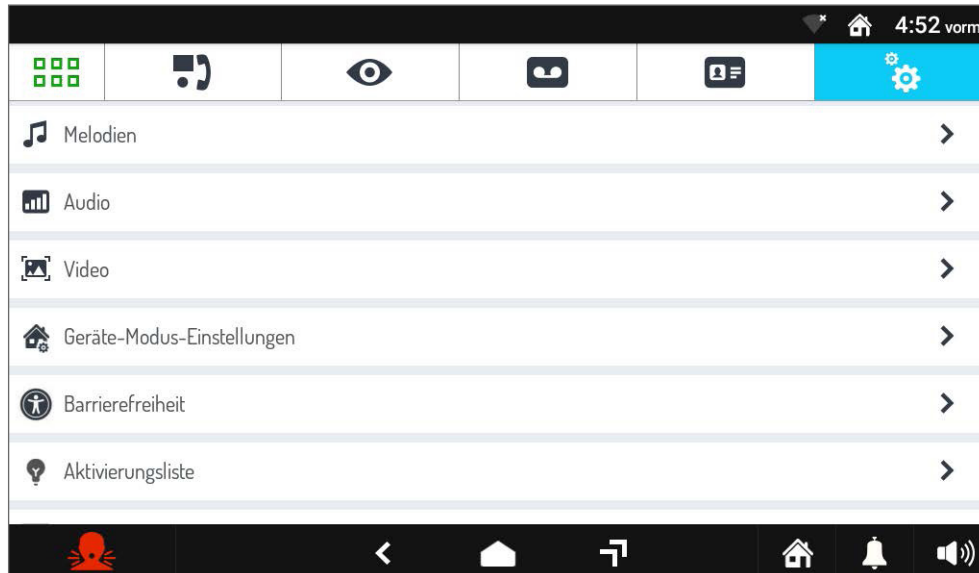 4:52 vorm
Melodien
Audio
Video
Geräte-Modus-Einstellungen
Barrierefreiheit
Aktivierungsliste